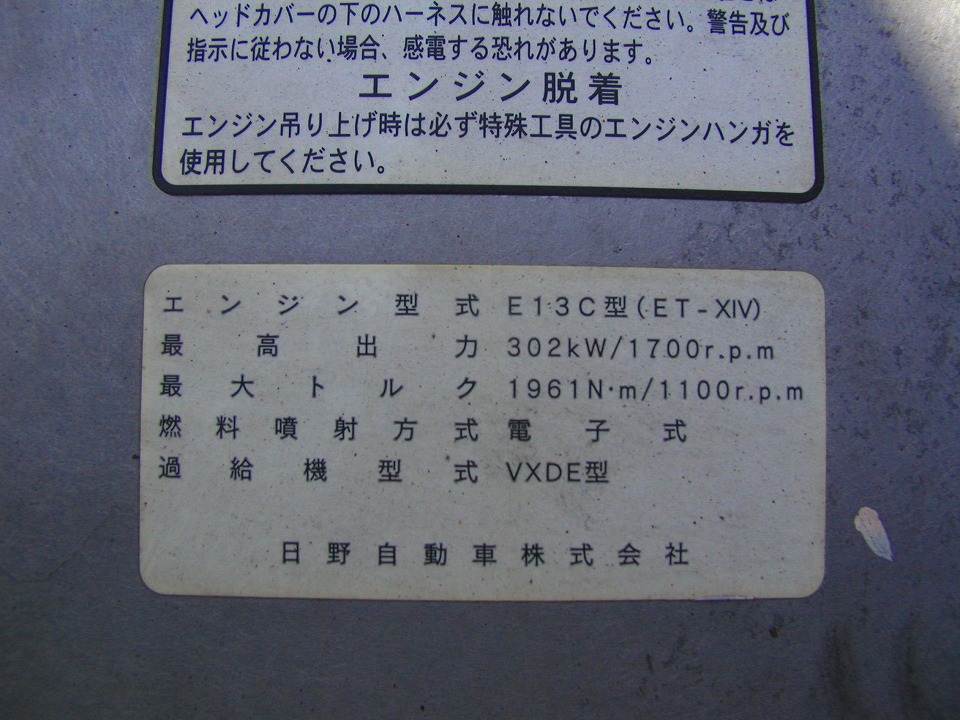 ヘッドカバーの下のハーネスに触れないでください。警告及び
指示に従わない場合、感電する恐れがあります。
エンジン脱着
エンジン吊り上げ時は必ず特殊工具のエンジンハンガを
使用してください。
エンジン型式 E13C型(ET-XIV)
最高出力 302kW/1700r.p.m
最大トルク 1961N·m/1100r.p.m
燃料噴射方式 電子式
過給機型式 VXDE型
日野自動車株式会社